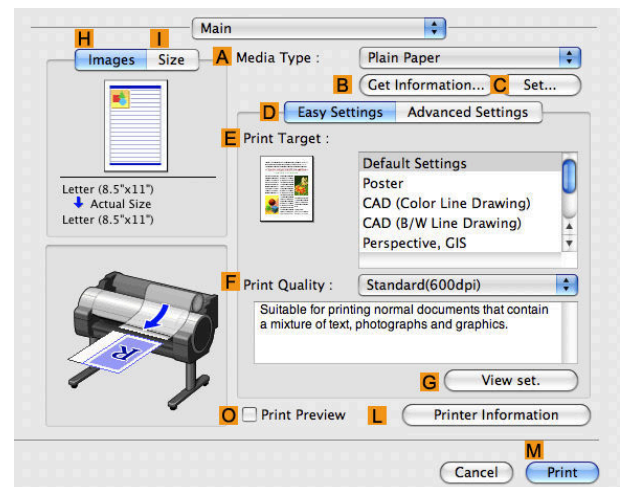 Main
H I
Images Size
A Media Type : Plain Paper
B Get Information... C Set...
D Easy Settings Advanced Settings
E Print Target :
Default Settings
Poster
CAD (Color Line Drawing)
CAD (B/W Line Drawing)
Perspective, GIS
Letter (8.5"x11")
Actual Size
Letter (8.5"x11")
F Print Quality : Standard(600dpi)
Suitable for printing normal documents that contain
a mixture of text, photographs and graphics.
R
G View set.
O Print Preview L Printer Information
M
Cancel Print